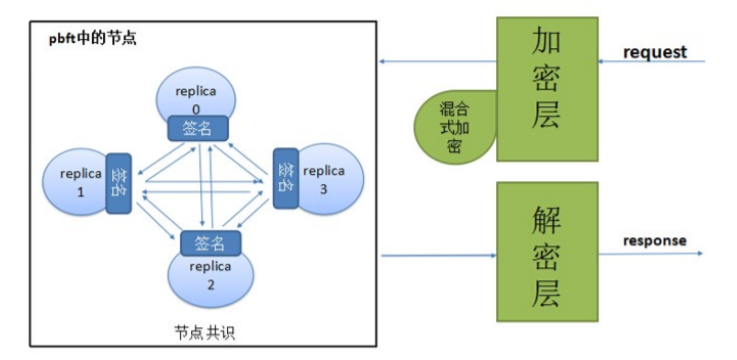 pbft中的节点
replica
0
签名
replica
1
签名
签名
replica
3
签名
replica
2
节点共识
加
密
层
混合
式加
密
request
解
密
层
response